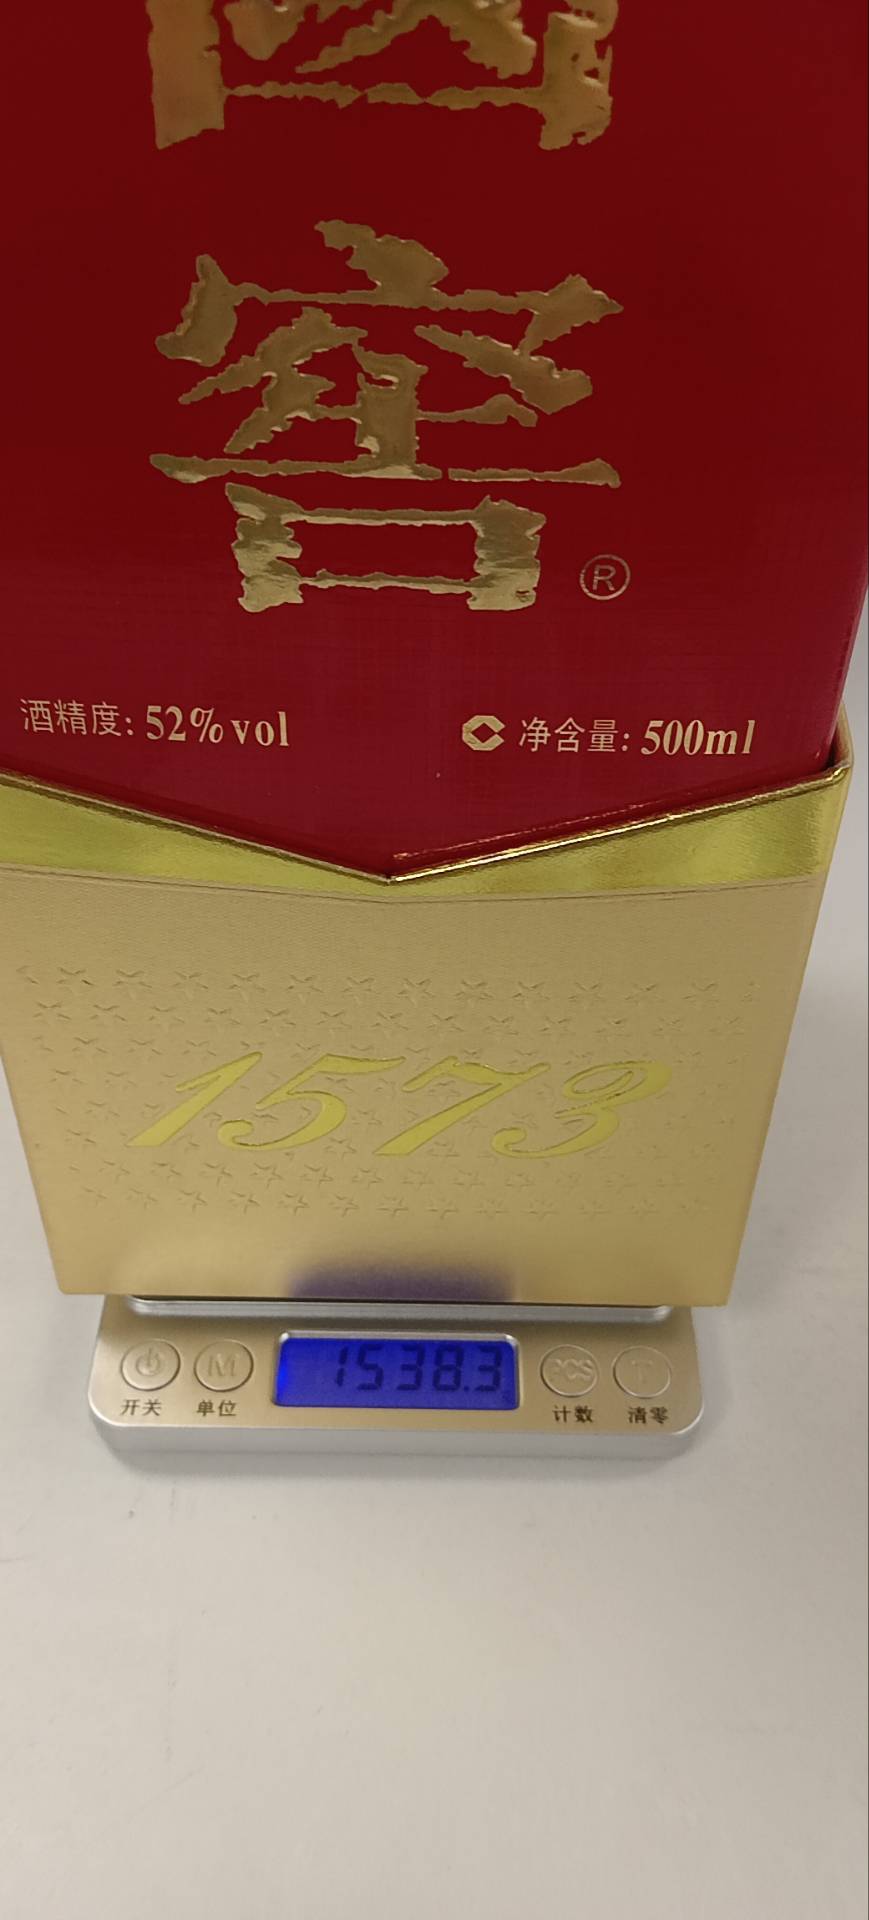 國
窖
®
酒精度: 52%vol
净含量: 500ml
1573
1538.3
M
PCS
T
开关
单位
计数
清零